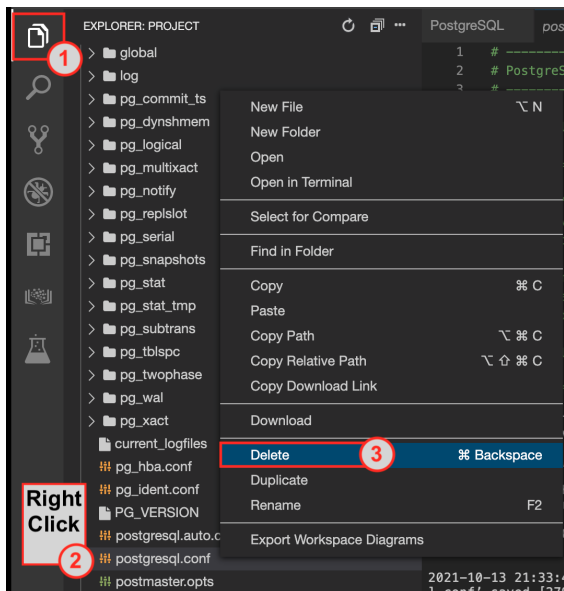 EXPLORER: PROJECT
PostgreSQL
pos
1
global
1 # --------
log
2 # PostgreS
pg_commit_ts
3 # --------
pg_dynshmem
pg_logical
pg_multixact
pg_notify
pg_replslot
pg_serial
pg_snapshots
pg_stat
pg_stat_tmp
pg_subtrans
pg_tblspc
pg_twophase
pg_wal
pg_xact
current_logfiles
pg_hba.conf
pg_ident.conf
PG_VERSION
postgresql.auto.c
postgresql.conf
postmaster.opts
Right
Click
2
New File ⌥ N
New Folder
Open
Open in Terminal
Select for Compare
Find in Folder
Copy ⌘ C
Paste
Copy Path ⌥ ⌘ C
Copy Relative Path ⌥ ⇧ ⌘ C
Copy Download Link
Download
Delete 3 ⌘ Backspace
Duplicate
Rename F2
Export Workspace Diagrams
2021-10-13 21:33:4